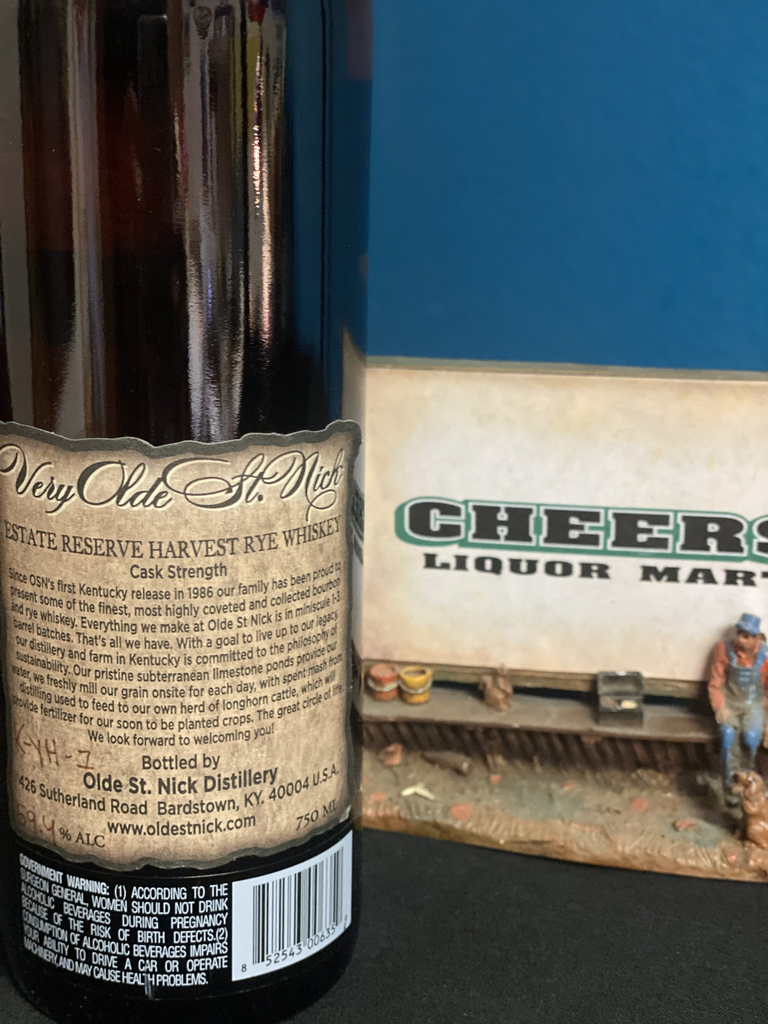 Very Olde St. Nick
ESTATE RESERVE HARVEST RYE WHISKEY
Cask Strength
Since OSN's first Kentucky release in 1986 our family has been proud to
present some of the finest, most highly coveted and collected bourbon
and rye whiskey. Everything we make at Olde St Nick is in miniscule 1-3
barrel batches. That's all we have. With a goal to live up to our legacy,
our distillery and farm in Kentucky is committed to the philosophy of
sustainability. Our pristine subterranean limestone ponds provide our
water, we freshly mill our grain onsite for each day, with spent mash from
distilling used to feed to our own herd of longhorn cattle, which will
provide fertilizer for our soon to be planted crops. The great circle of life.
We look forward to welcoming you!
Bottled by
Olde St. Nick Distillery
426 Sutherland Road Bardstown, KY. 40004 U.S.A.
www.oldestnick.com 750 ML
59.4 % ALC
GOVERNMENT WARNING: (1) ACCORDING TO THE
SURGEON GENERAL, WOMEN SHOULD NOT DRINK
ALCOHOLIC BEVERAGES DURING PREGNANCY
BECAUSE OF THE RISK OF BIRTH DEFECTS.(2)
CONSUMPTION OF ALCOHOLIC BEVERAGES IMPAIRS
YOUR ABILITY TO DRIVE A CAR OR OPERATE
MACHINERY, AND MAY CAUSE HEALTH PROBLEMS.
8 52543 00635
CHEERS
LIQUOR MART